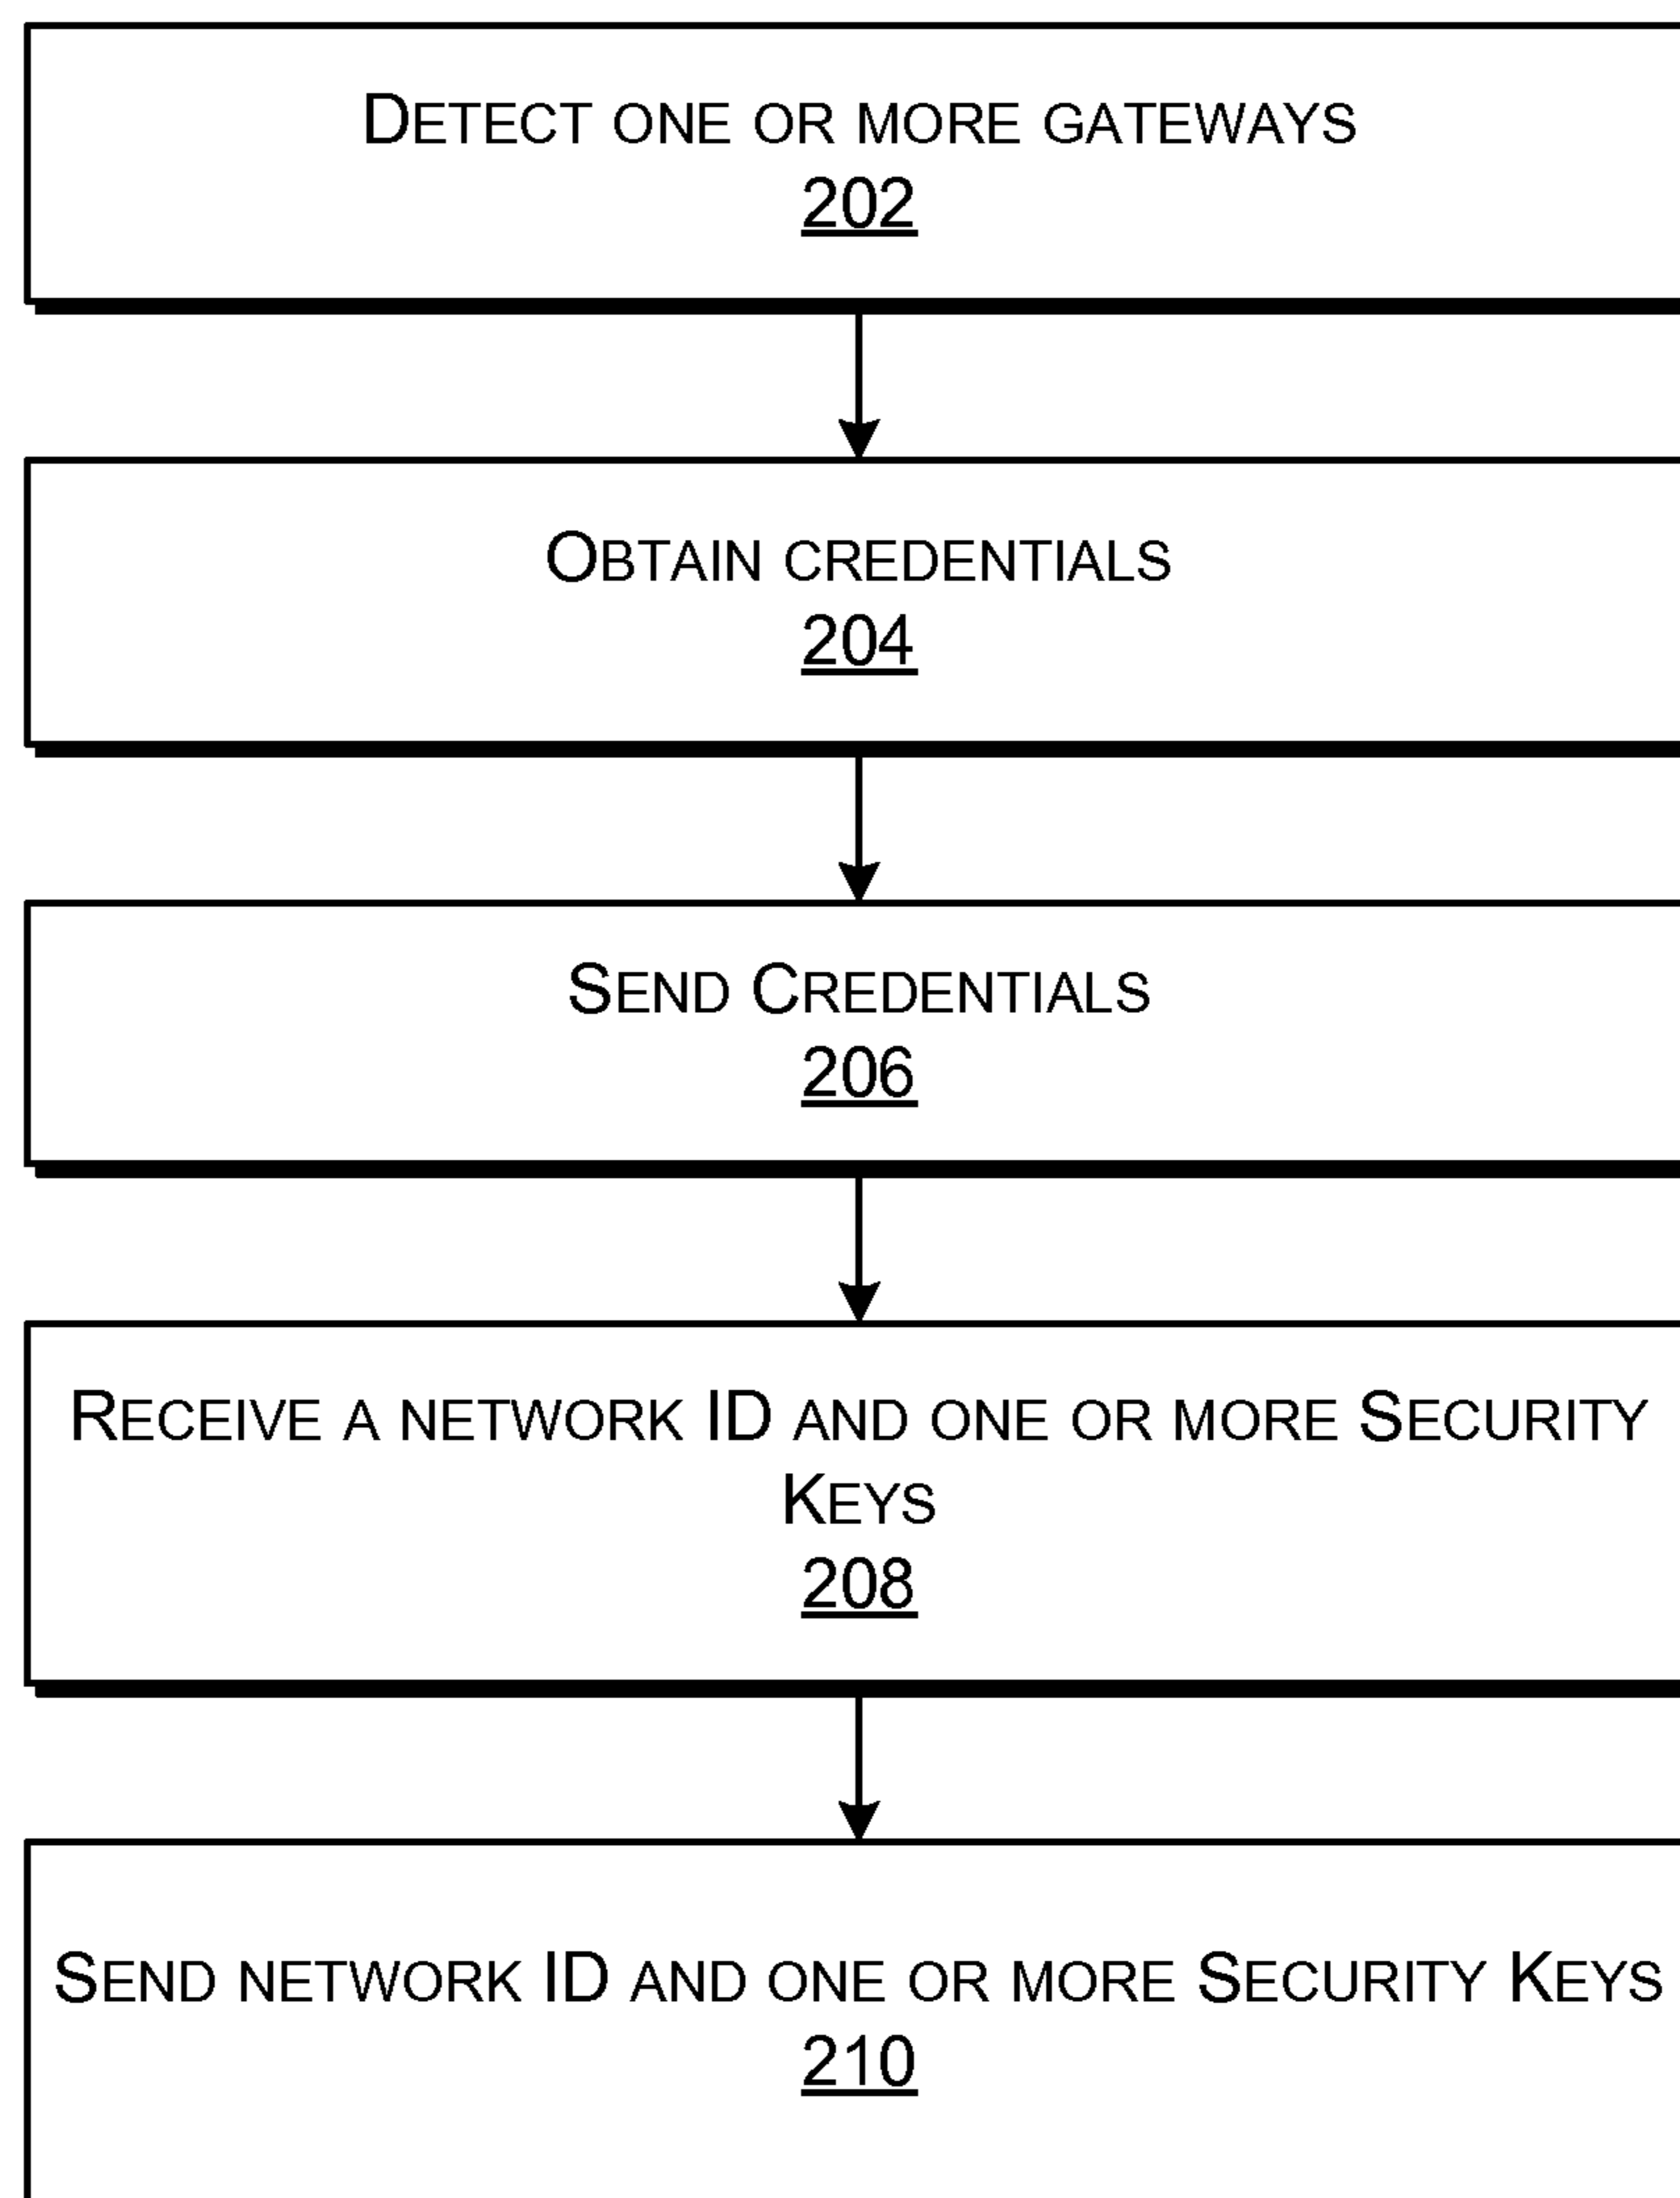 Detect one or more gateways
202
Obtain credentials
204
Send Credentials
206
Receive a network ID and one or more Security
Keys
208
Send network ID and one or more Security Keys
210